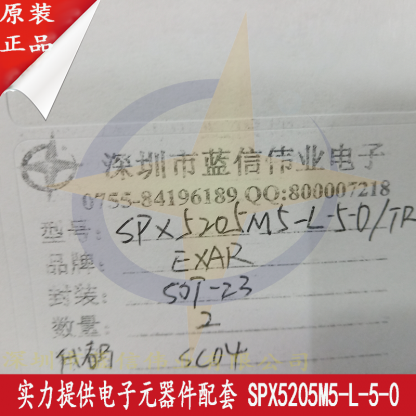 原装
正品
深圳市蓝信伟业电子
0755-84196189 QQ:800007218
型号: SPX5205M5-L-5-0/TR
品牌: EXAR
封装: SOT-23
数量: 2
代码 SC04
实力提供电子元器件配套 SPX5205M5-L-5-0